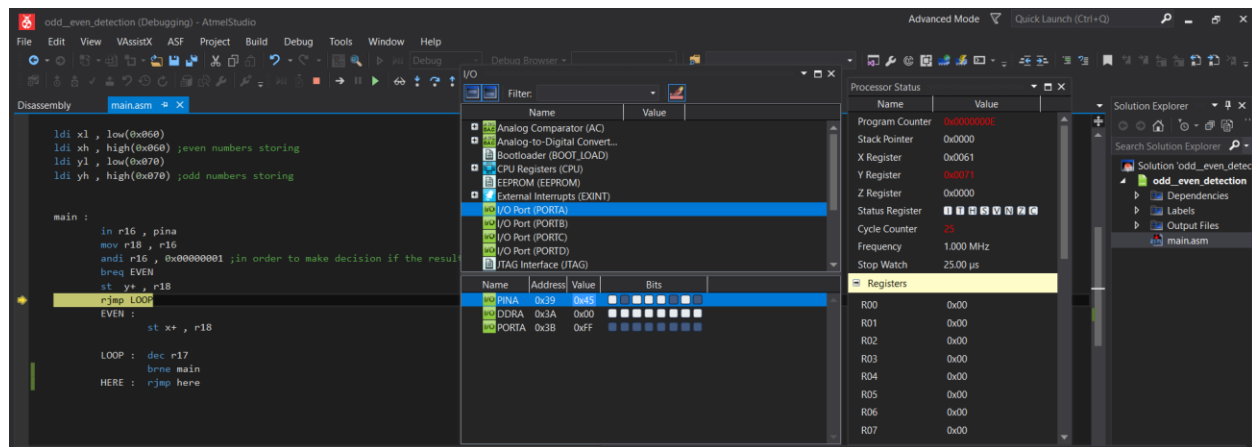 odd__even_detection (Debugging) - AtmelStudio
Advanced Mode
Quick Launch (Ctrl+Q)
File Edit View VAssistX ASF Project Build Debug Tools Window Help
Debug
Debug Browser
Disassembly
main.asm
ldi xl , low(0x060)
ldi xh , high(0x060) ;even numbers storing
ldi yl , low(0x070)
ldi yh , high(0x070) ;odd numbers storing
main :
in r16 , pina
mov r18 , r16
andi r16 , 0x00000001 ;in order to make decision if the resul
breq EVEN
st y+ , r18
rjmp LOOP
EVEN :
st x+ , r18
LOOP : dec r17
brne main
HERE : rjmp here
I/O
Filter:
Name Value
Analog Comparator (AC)
Analog-to-Digital Convert...
Bootloader (BOOT_LOAD)
CPU Registers (CPU)
EEPROM (EEPROM)
External Interrupts (EXINT)
I/O Port (PORTA)
I/O Port (PORTB)
I/O Port (PORTC)
I/O Port (PORTD)
JTAG Interface (JTAG)
Name Address Value Bits
PINA 0x39 0x45
DDRA 0x3A 0x00
PORTA 0x3B 0xFF
Processor Status
Name Value
Program Counter 0x0000000E
Stack Pointer 0x0000
X Register 0x0061
Y Register 0x0071
Z Register 0x0000
Status Register I T H S V N Z C
Cycle Counter 25
Frequency 1.000 MHz
Stop Watch 25.00 µs
Registers
R00 0x00
R01 0x00
R02 0x00
R03 0x00
R04 0x00
R05 0x00
R06 0x00
R07 0x00
Solution Explorer
Search Solution Explorer
Solution 'odd__even_detec
odd__even_detection
Dependencies
Labels
Output Files
main.asm